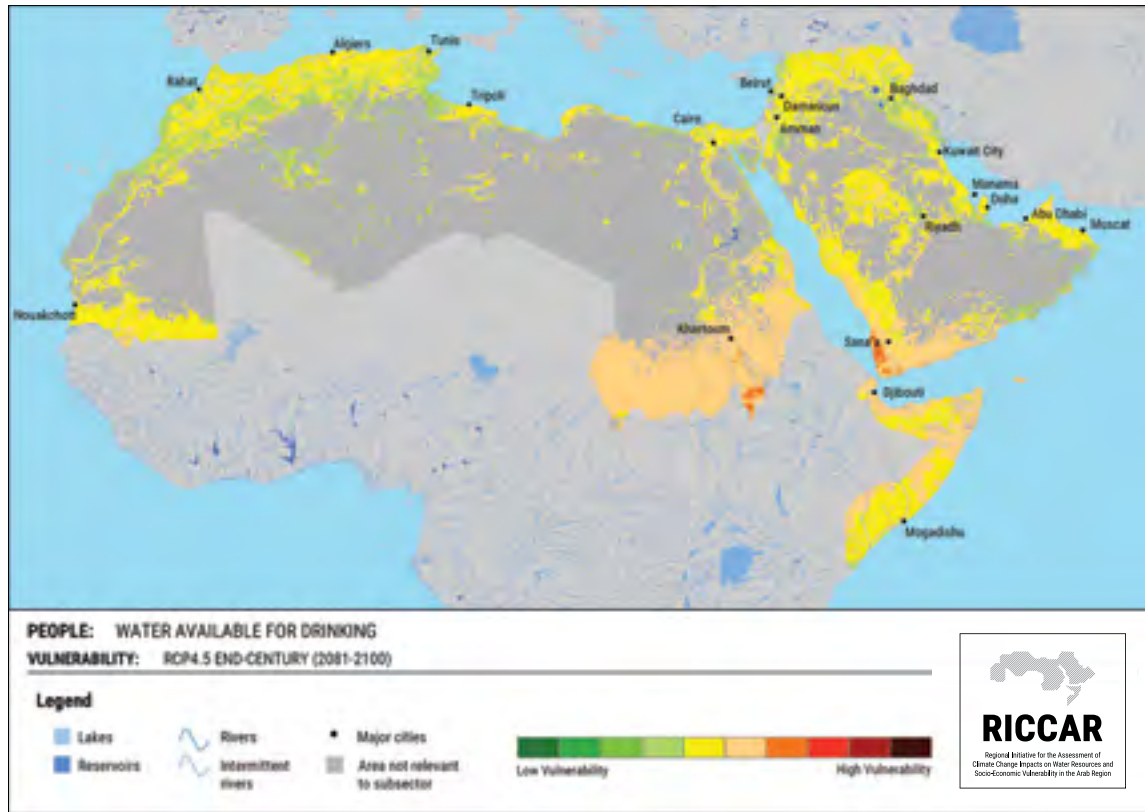 Algiers
Tunis
Rabat
Tripoli
Beirut
Baghdad
Damascus
Cairo
Amman
Kuwait City
Manama
Doha
Abu Dhabi
Riyadh
Muscat
Nouakchott
Khartoum
Sana'a
Djibouti
Mogadishu
PEOPLE: WATER AVAILABLE FOR DRINKING
VULNERABILITY: RCP4.5 END-CENTURY (2081-2100)
Legend
Lakes
Rivers
Major cities
Reservoirs
Intermittent
rivers
Area not relevant
to subsector
Low Vulnerability
High Vulnerability
RICCAR
Regional Initiative for the Assessment of
Climate Change Impacts on Water Resources and
Socio-Economic Vulnerability in the Arab Region